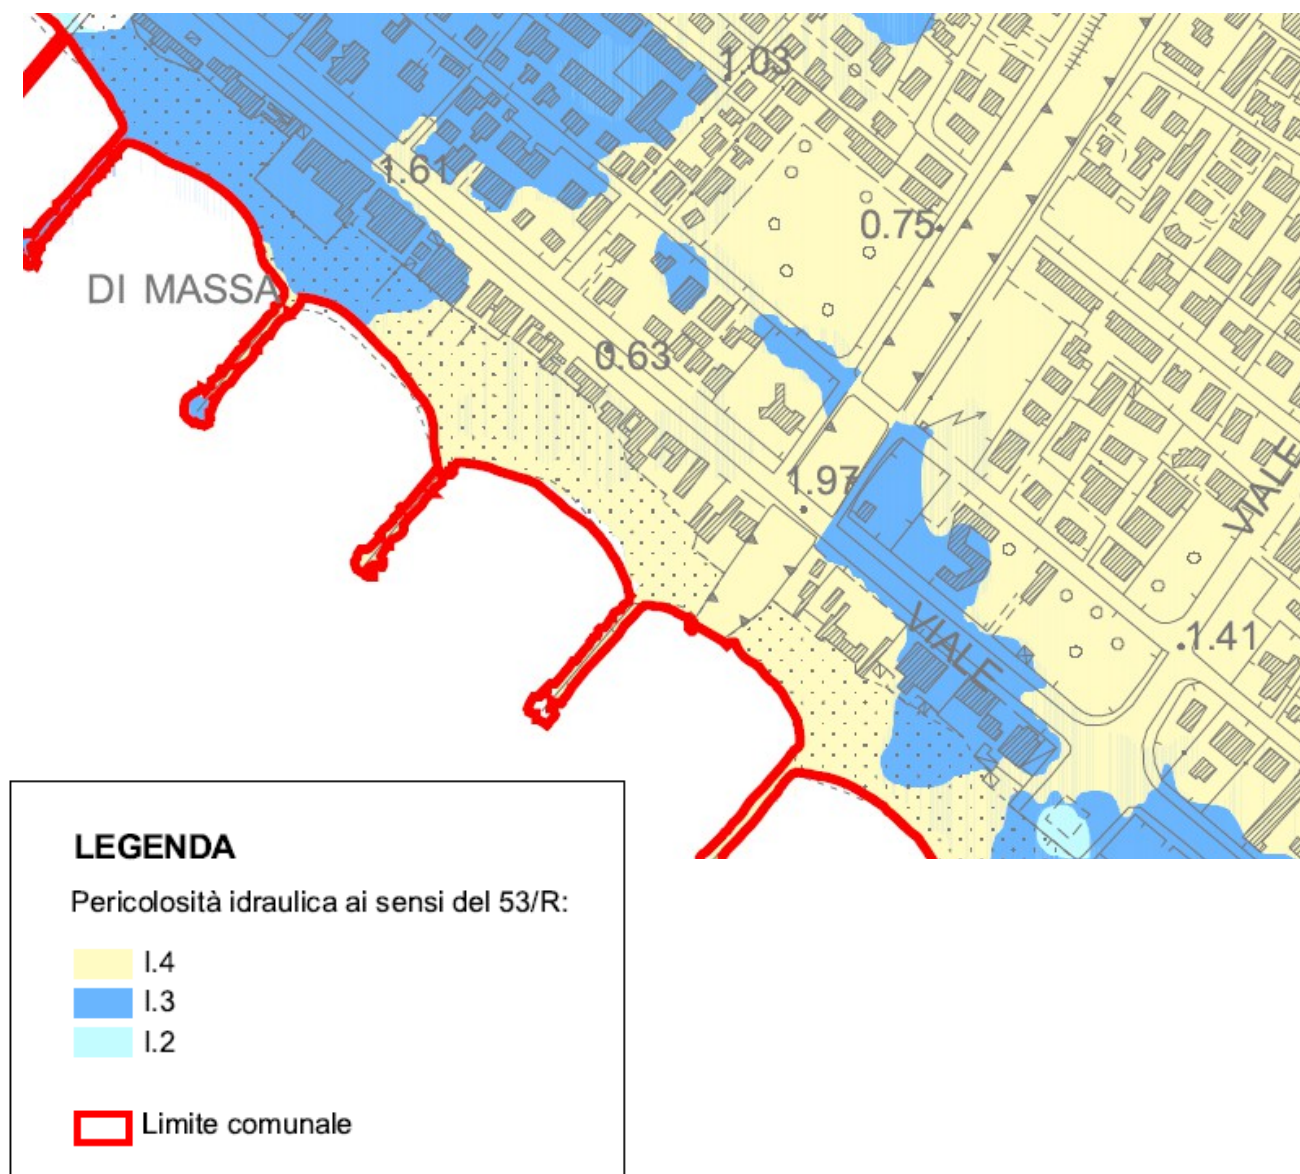 1.03
1.61
0.75
DI MASSA
0.63
1.97
VIALE
VIALE
1.41
LEGENDA
Pericolosità idraulica ai sensi del 53/R:
I.4
I.3
I.2
Limite comunale